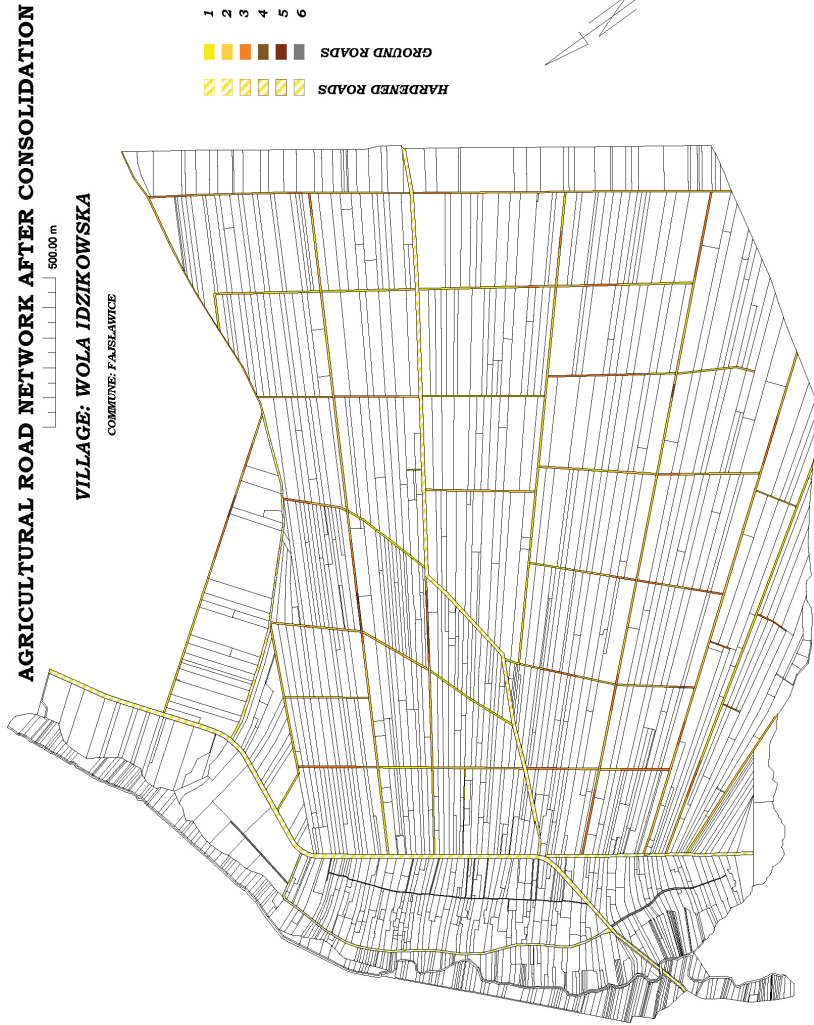 AGRICULTURAL ROAD NETWORK AFTER CONSOLIDATION
500.00 m
VILLAGE: WOLA IDZIKOWSKA
COMMUNE: FAJSLAWICE
1 2 3 4 5 6
GROUND ROADS
HARDENED ROADS